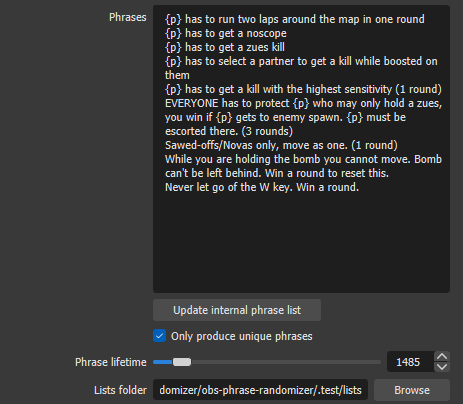 Phrases
{p} has to run two laps around the map in one round
{p} has to get a noscope
{p} has to get a zues kill
{p} has to select a partner to get a kill while boosted on
them
{p} has to get a kill with the highest sensitivity (1 round)
EVERYONE has to protect {p} who may only hold a zues,
you win if {p} gets to enemy spawn. {p} must be
escorted there. (3 rounds)
Sawed-offs/Novas only, move as one. (1 round)
While you are holding the bomb you cannot move. Bomb
can't be left behind. Win a round to reset this.
Never let go of the W key. Win a round.
Update internal phrase list
Only produce unique phrases
Phrase lifetime
1485
Lists folder
domizer/obs-phrase-randomizer/.test/lists
Browse